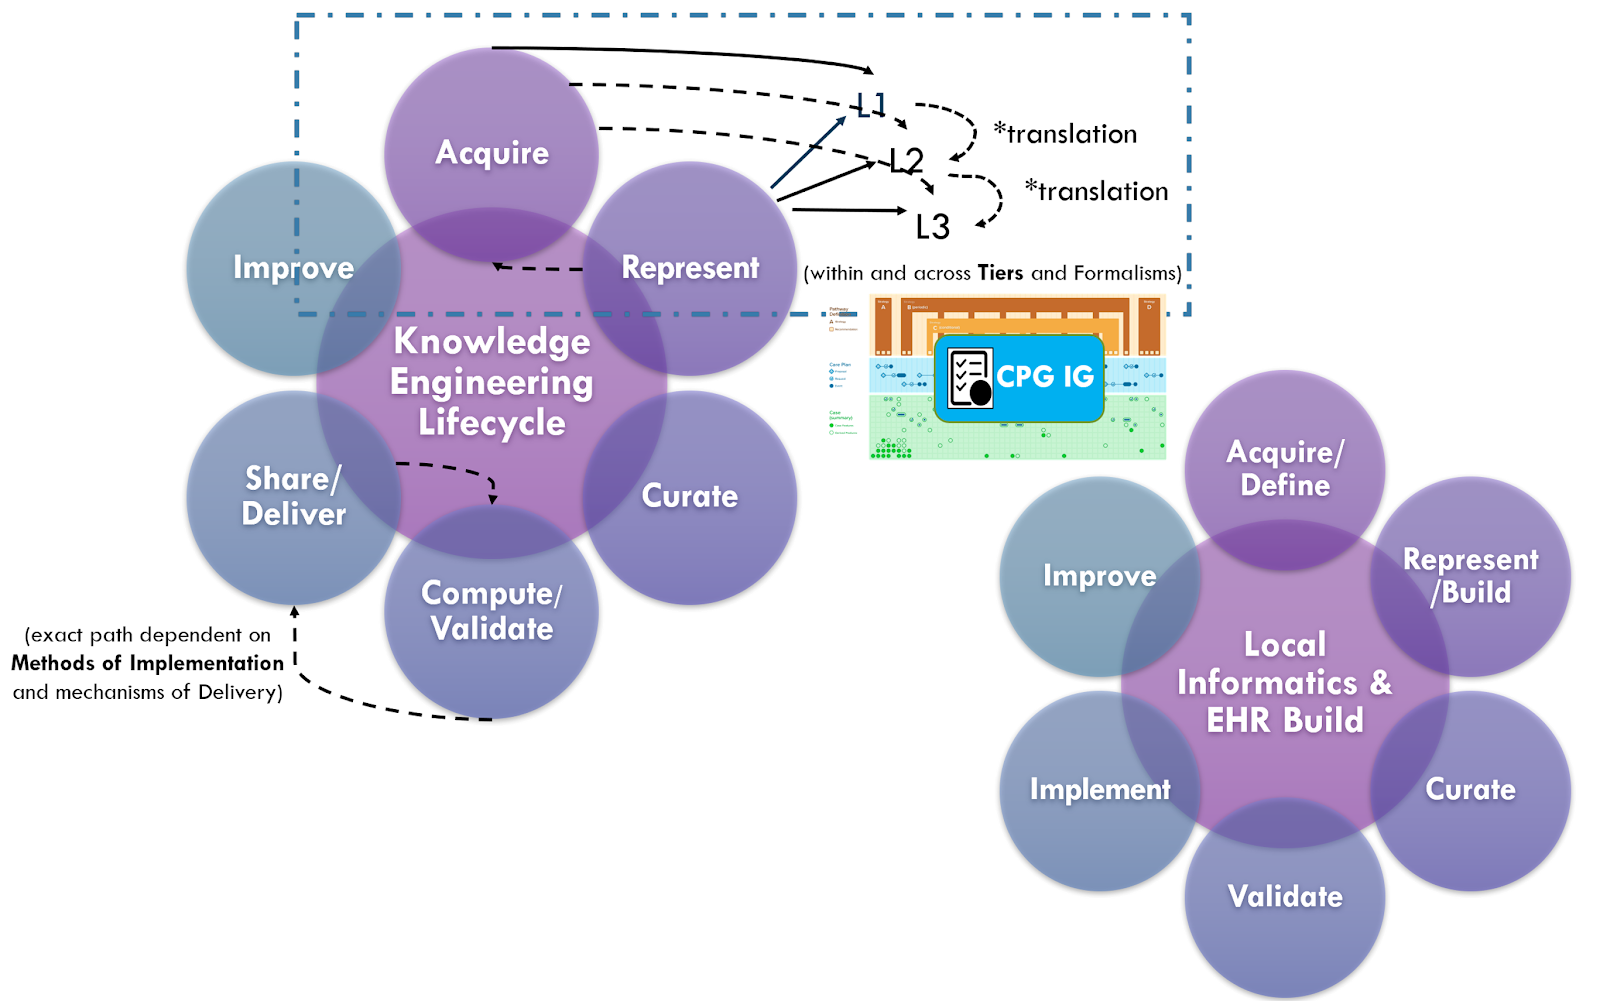 Acquire
L1
*translation
L2
*translation
L3
Improve
Represent
(within and across Tiers and Formalisms)
Knowledge
Engineering
Lifecycle
CPG IG
Share/
Deliver
Curate
Compute/
Validate
(exact path dependent on
Methods of Implementation
and mechanisms of Delivery)
Acquire/
Define
Improve
Represent
/Build
Local
Informatics &
EHR Build
Implement
Curate
Validate